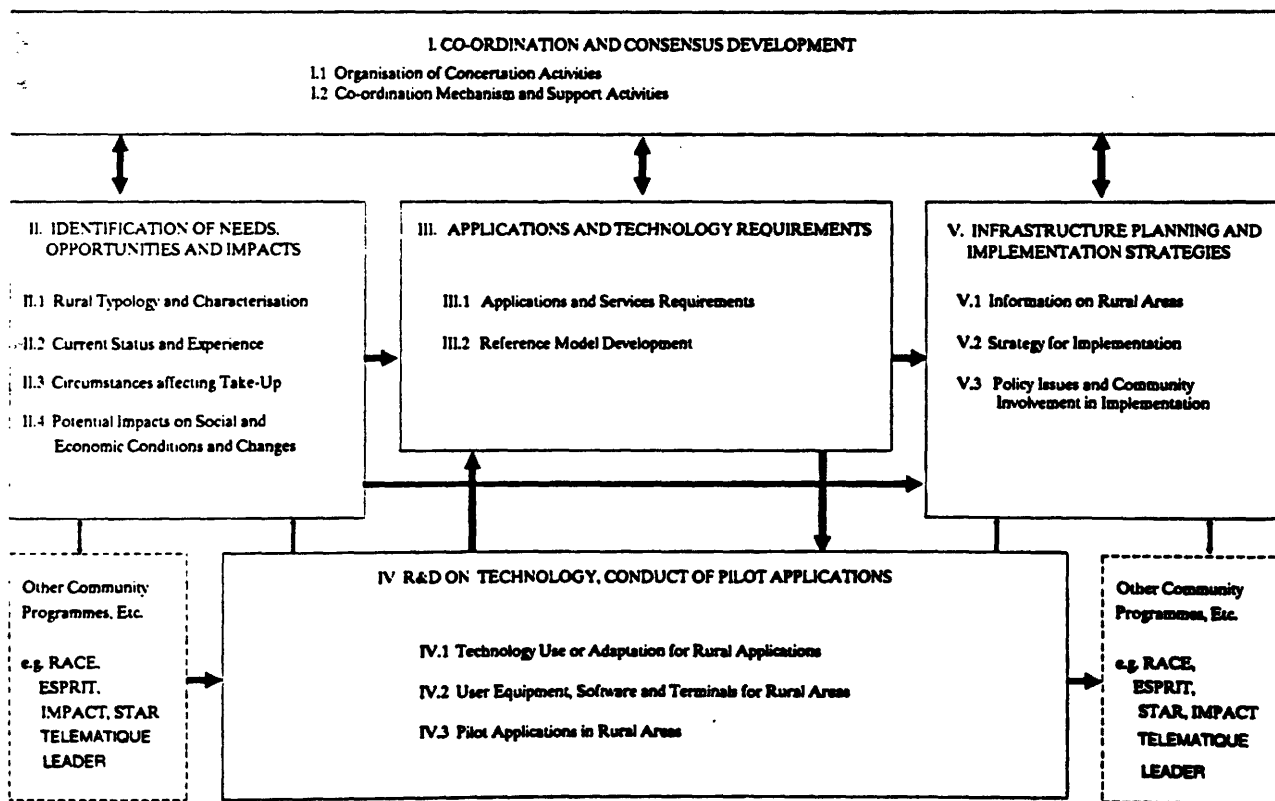 I. CO-ORDINATION AND CONSENSUS DEVELOPMENT
I.1 Organisation of Concertation Activities
I.2 Co-ordination Mechanism and Support Activities
II. IDENTIFICATION OF NEEDS,
OPPORTUNITIES AND IMPACTS
II.1 Rural Typology and Characterisation
II.2 Current Status and Experience
II.3 Circumstances affecting Take-Up
II.4 Potential Impacts on Social and
Economic Conditions and Changes
III. APPLICATIONS AND TECHNOLOGY REQUIREMENTS
III.1 Applications and Services Requirements
III.2 Reference Model Development
V. INFRASTRUCTURE PLANNING AND
IMPLEMENTATION STRATEGIES
V.1 Information on Rural Areas
V.2 Strategy for Implementation
V.3 Policy Issues and Community
Involvement in Implementation
Other Community
Programmes, Etc.
e.g. RACE,
ESPRIT,
IMPACT, STAR
TELEMATIQUE
LEADER
IV R&D ON TECHNOLOGY, CONDUCT OF PILOT APPLICATIONS
IV.1 Technology Use or Adaptation for Rural Applications
IV.2 User Equipment, Software and Terminals for Rural Areas
IV.3 Pilot Applications in Rural Areas
Other Community
Programmes, Etc.
e.g. RACE,
ESPRIT,
STAR, IMPACT
TELEMATIQUE
LEADER